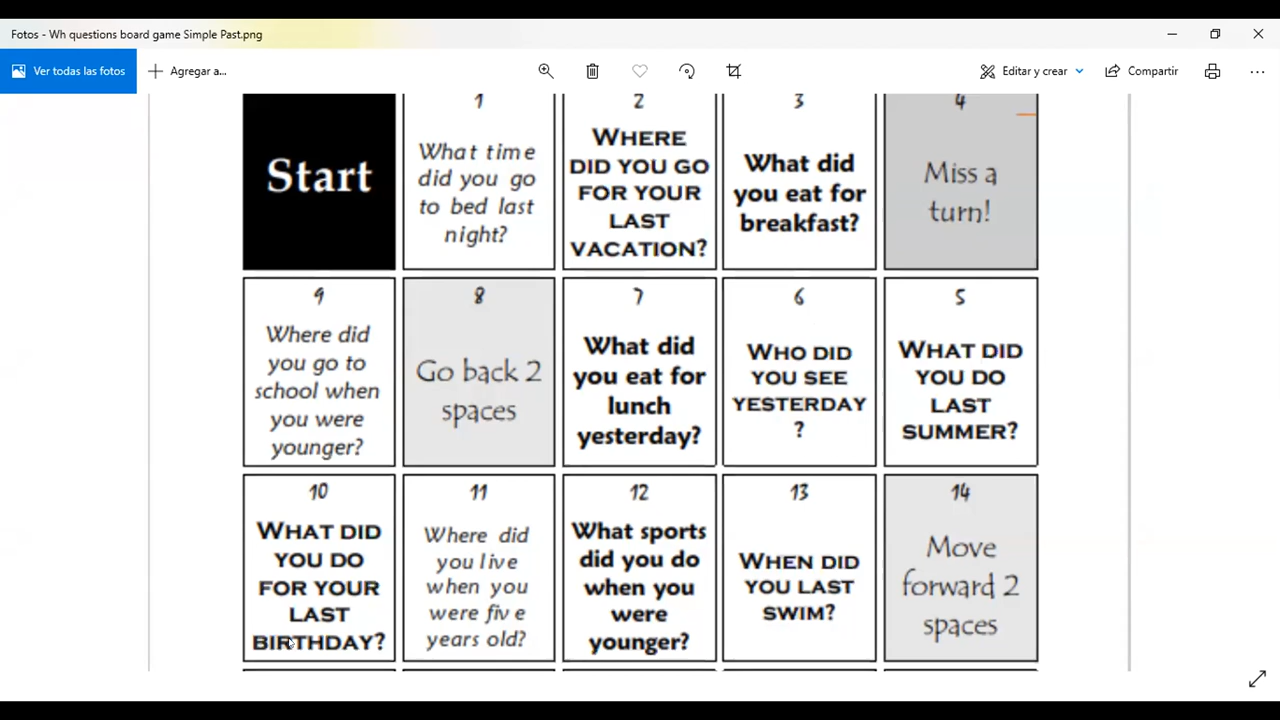 Fotos - Wh questions board game Simple Past.png
Ver todas las fotos
Agregar a...
Editar y crear
Compartir
Start
1
What time
did you go
to bed last
night?
2
WHERE
DID YOU GO
FOR YOUR
LAST
VACATION?
3
What did
you eat for
breakfast?
4
Miss a
turn!
9
Where did
you go to
school when
you were
younger?
8
Go back 2
spaces
7
What did
you eat for
lunch
yesterday?
6
WHO DID
YOU SEE
YESTERDAY
?
5
WHAT DID
YOU DO
LAST
SUMMER?
10
WHAT DID
YOU DO
FOR YOUR
LAST
BIRTHDAY?
11
Where did
you live
when you
were five
years old?
12
What sports
did you do
when you
were
younger?
13
WHEN DID
YOU LAST
SWIM?
14
Move
forward 2
spaces